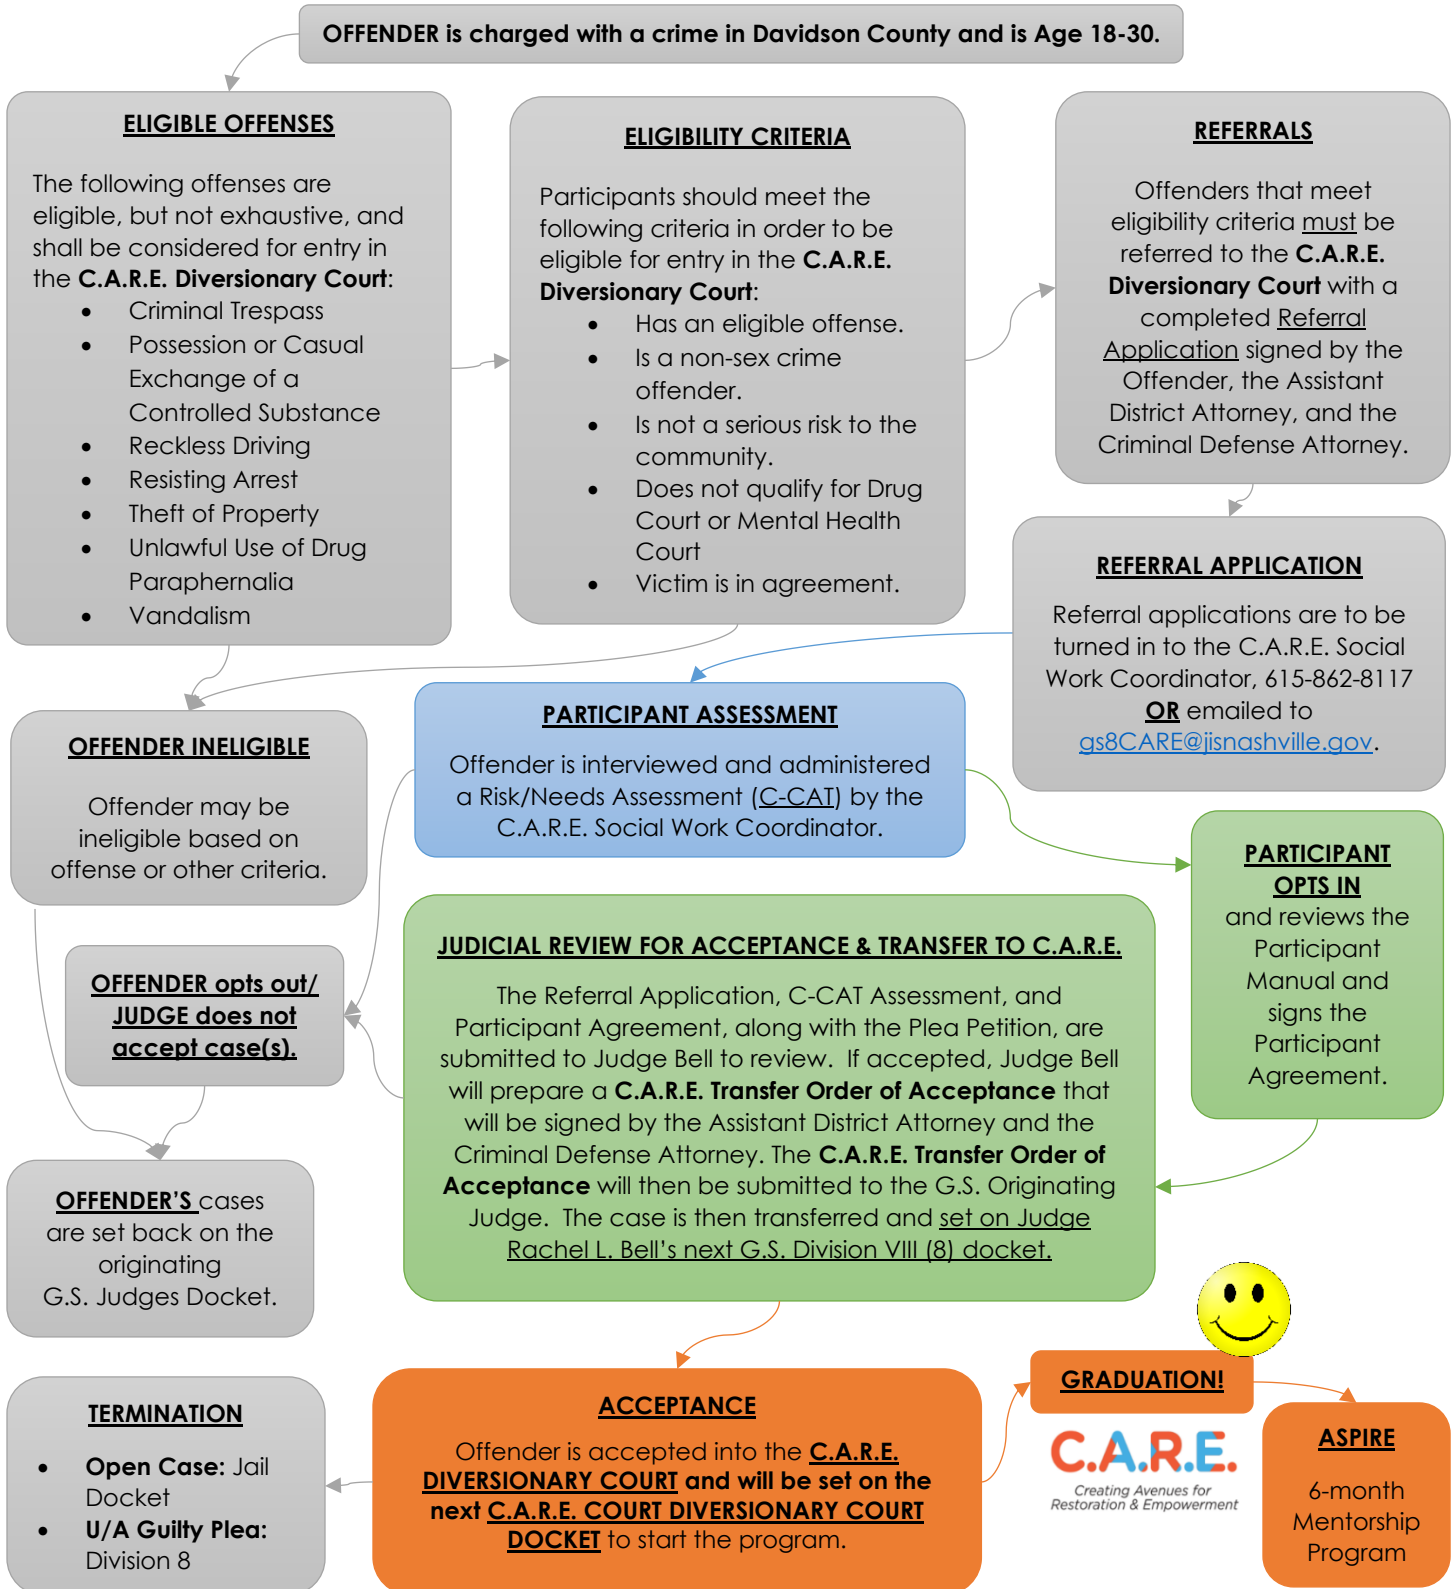 OFFENDER is charged with a crime in Davidson County and is Age 18-30.
ELIGIBLE OFFENSES
The following offenses are
eligible, but not exhaustive, and
shall be considered for entry in
the C.A.R.E. Diversionary Court:
• Criminal Trespass
• Possession or Casual
Exchange of a
Controlled Substance
• Reckless Driving
• Resisting Arrest
• Theft of Property
• Unlawful Use of Drug
Paraphernalia
• Vandalism
ELIGIBILITY CRITERIA
Participants should meet the
following criteria in order to be
eligible for entry in the C.A.R.E.
Diversionary Court:
• Has an eligible offense.
• Is a non-sex crime
offender.
• Is not a serious risk to the
community.
• Does not qualify for Drug
Court or Mental Health
Court
• Victim is in agreement.
REFERRALS
Offenders that meet
eligibility criteria must be
referred to the C.A.R.E.
Diversionary Court with a
completed Referral
Application signed by the
Offender, the Assistant
District Attorney, and the
Criminal Defense Attorney.
REFERRAL APPLICATION
Referral applications are to be
turned in to the C.A.R.E. Social
Work Coordinator, 615-862-8117
OR emailed to
gs8CARE@jisnashville.gov.
OFFENDER INELIGIBLE
Offender may be
ineligible based on
offense or other criteria.
PARTICIPANT ASSESSMENT
Offender is interviewed and administered
a Risk/Needs Assessment (C-CAT) by the
C.A.R.E. Social Work Coordinator.
PARTICIPANT
OPTS IN
and reviews the
Participant
Manual and
signs the
Participant
Agreement.
OFFENDER opts out/
JUDGE does not
accept case(s).
JUDICIAL REVIEW FOR ACCEPTANCE & TRANSFER TO C.A.R.E.
The Referral Application, C-CAT Assessment, and
Participant Agreement, along with the Plea Petition, are
submitted to Judge Bell to review. If accepted, Judge Bell
will prepare a C.A.R.E. Transfer Order of Acceptance that
will be signed by the Assistant District Attorney and the
Criminal Defense Attorney. The C.A.R.E. Transfer Order of
Acceptance will then be submitted to the G.S. Originating
Judge. The case is then transferred and set on Judge
Rachel L. Bell's next G.S. Division VIII (8) docket.
OFFENDER'S cases
are set back on the
originating
G.S. Judges Docket.
TERMINATION
• Open Case: Jail
Docket
• U/A Guilty Plea:
Division 8
ACCEPTANCE
Offender is accepted into the C.A.R.E.
DIVERSIONARY COURT and will be set on the
next C.A.R.E. COURT DIVERSIONARY COURT
DOCKET to start the program.
GRADUATION!
C.A.R.E.
Creating Avenues for
Restoration & Empowerment
ASPIRE
6-month
Mentorship
Program